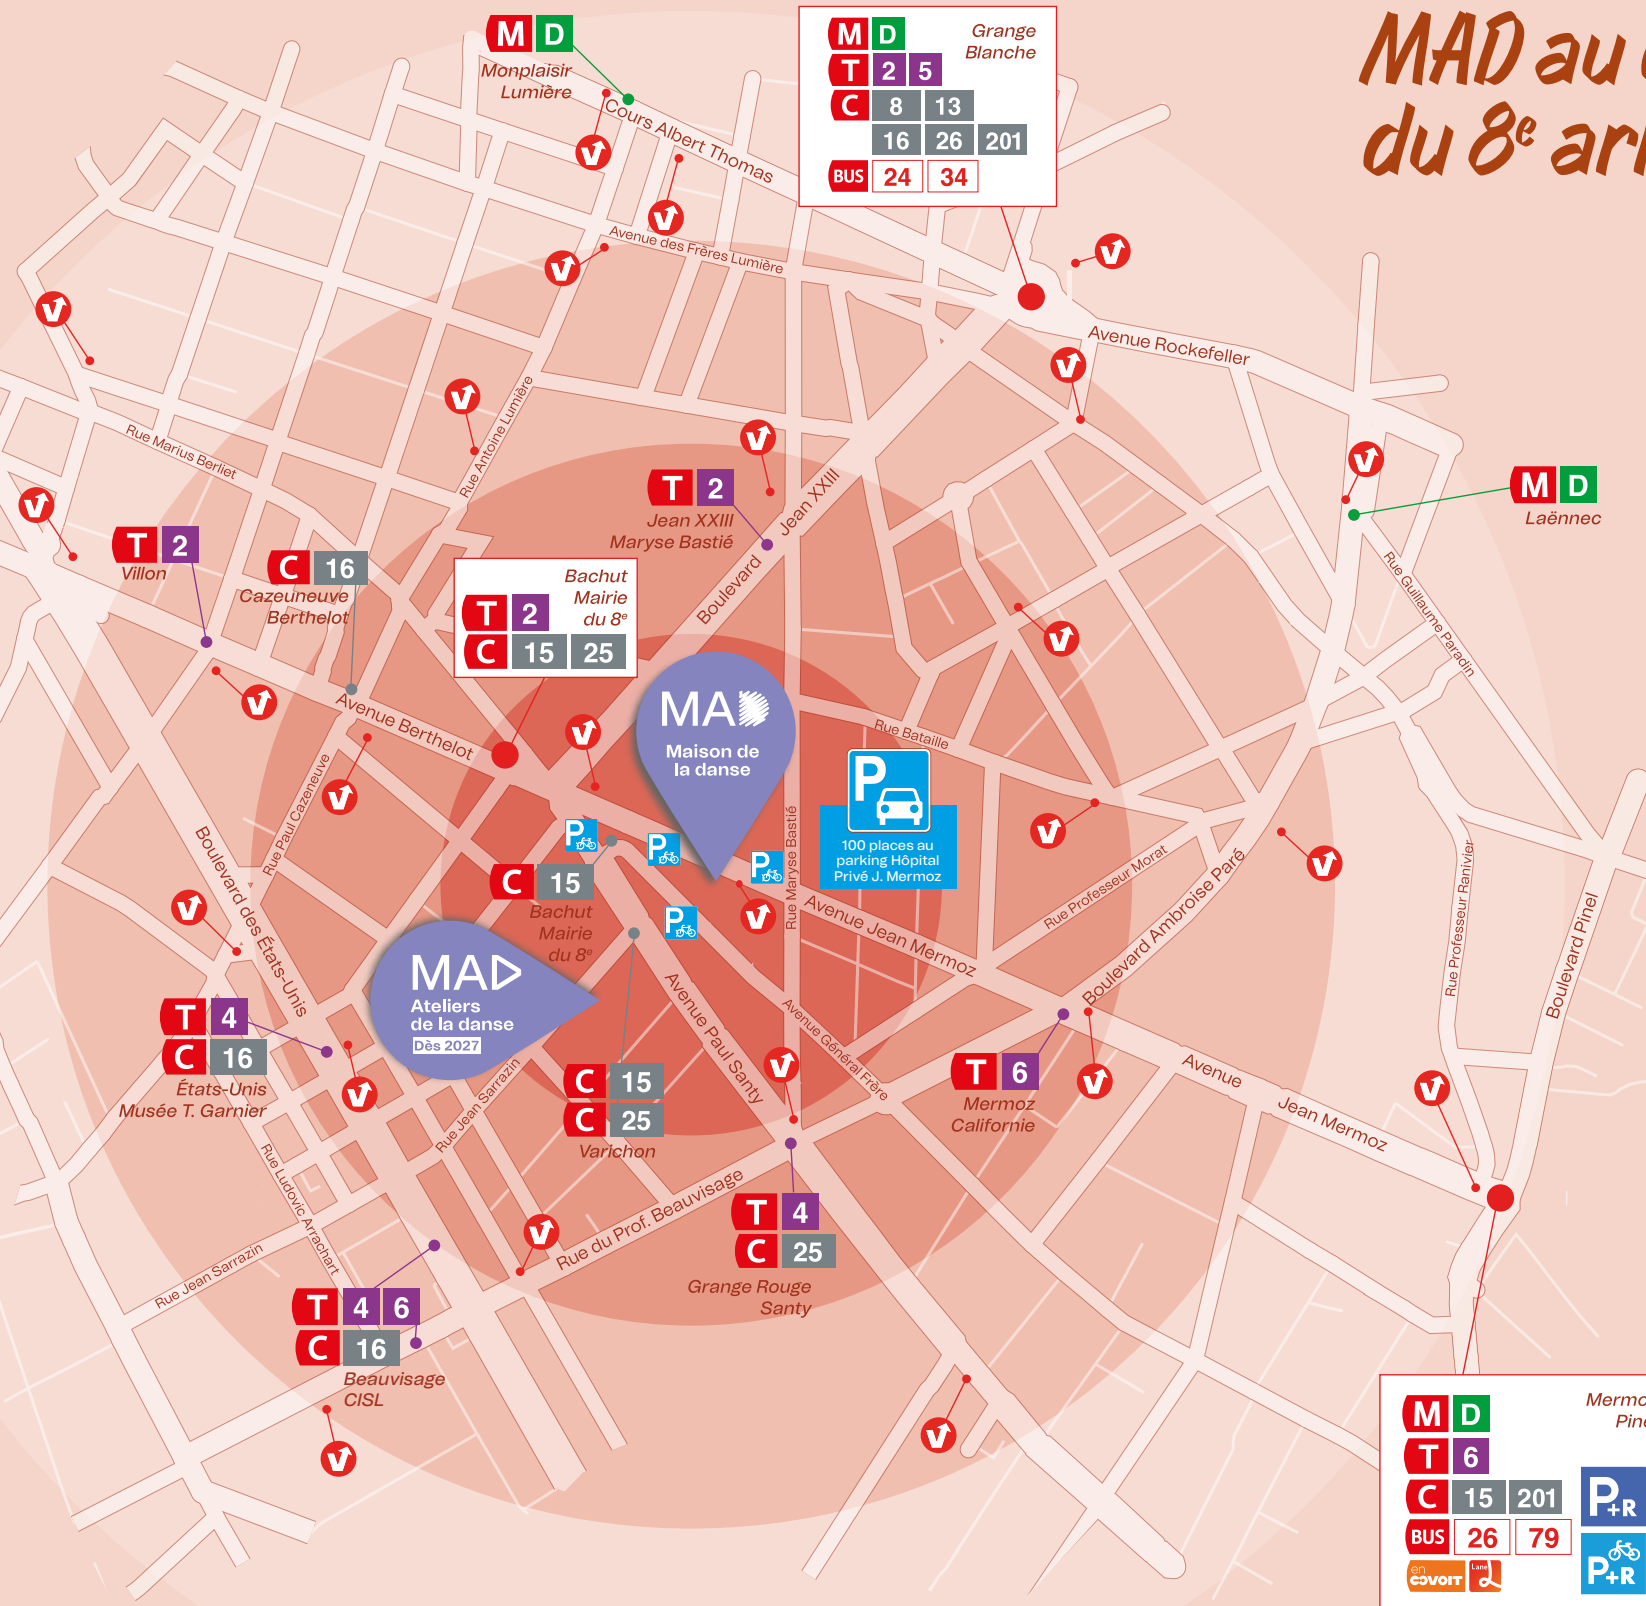 MAD au
du 8e
M D
Monplaisir
Lumière
M D
T 2 5
C 8 13
16 26 201
BUS 24 34
Grange
Blanche
Cours Albert Thomas
Avenue des Frères Lumière
Avenue Rockefeller
Rue Marius Berliet
Rue Antoine Lumière
T 2
Jean XXIII
Maryse Bastié
Boulevard Jean XXIII
M D
Laënnec
Rue Guillaume Paradin
T 2
Villon
C 16
Cazeuneuve
Berthelot
Bachut
Mairie
du 8e
T 2
C 15 25
Avenue Berthelot
MAD
Maison de
la danse
Rue Bataille
P
100 places au
parking Hôpital
Privé J. Mermoz
P
P
P
P
Rue Paul Cazeneuve
Boulevard des États-Unis
C 15
Bachut
Mairie
du 8e
Rue Maryse Bastié
Avenue Jean Mermoz
Rue Professeur Morat
Boulevard Ambroise Paré
Rue Professeur Ranivier
Boulevard Pinel
MAD
Ateliers
de la danse
Dès 2027
Avenue Paul Santy
Avenue Général Frère
T 4
C 16
États-Unis
Musée T. Garnier
Rue Jean Sarrazin
C 15
C 25
Varichon
T 6
Mermoz
Californie
Avenue Jean Mermoz
Rue Ludovic Arrachart
Rue Jean Sarrazin
Rue du Prof. Beauvisage
T 4
C 25
Grange Rouge
Santy
T 4 6
C 16
Beauvisage
CISL
M D
T 6
C 15 201
BUS 26 79
en
covoit
Lane
P+R
P+R